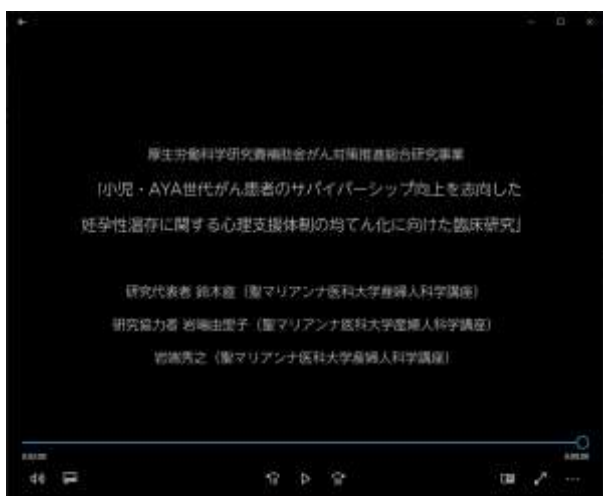 厚生労働科学研究費補助金がん対策推進総合研究事業
「小児・AYA世代がん患者のサバイバーシップ向上を志向した
妊孕性温存に関する心理支援体制の均てん化に向けた臨床研究」
研究代表者 鈴木直（聖マリアンナ医科大学産婦人科学講座）
研究協力者 岩端由里子（聖マリアンナ医科大学産婦人科学講座）
岩端秀之（聖マリアンナ医科大学産婦人科学講座）